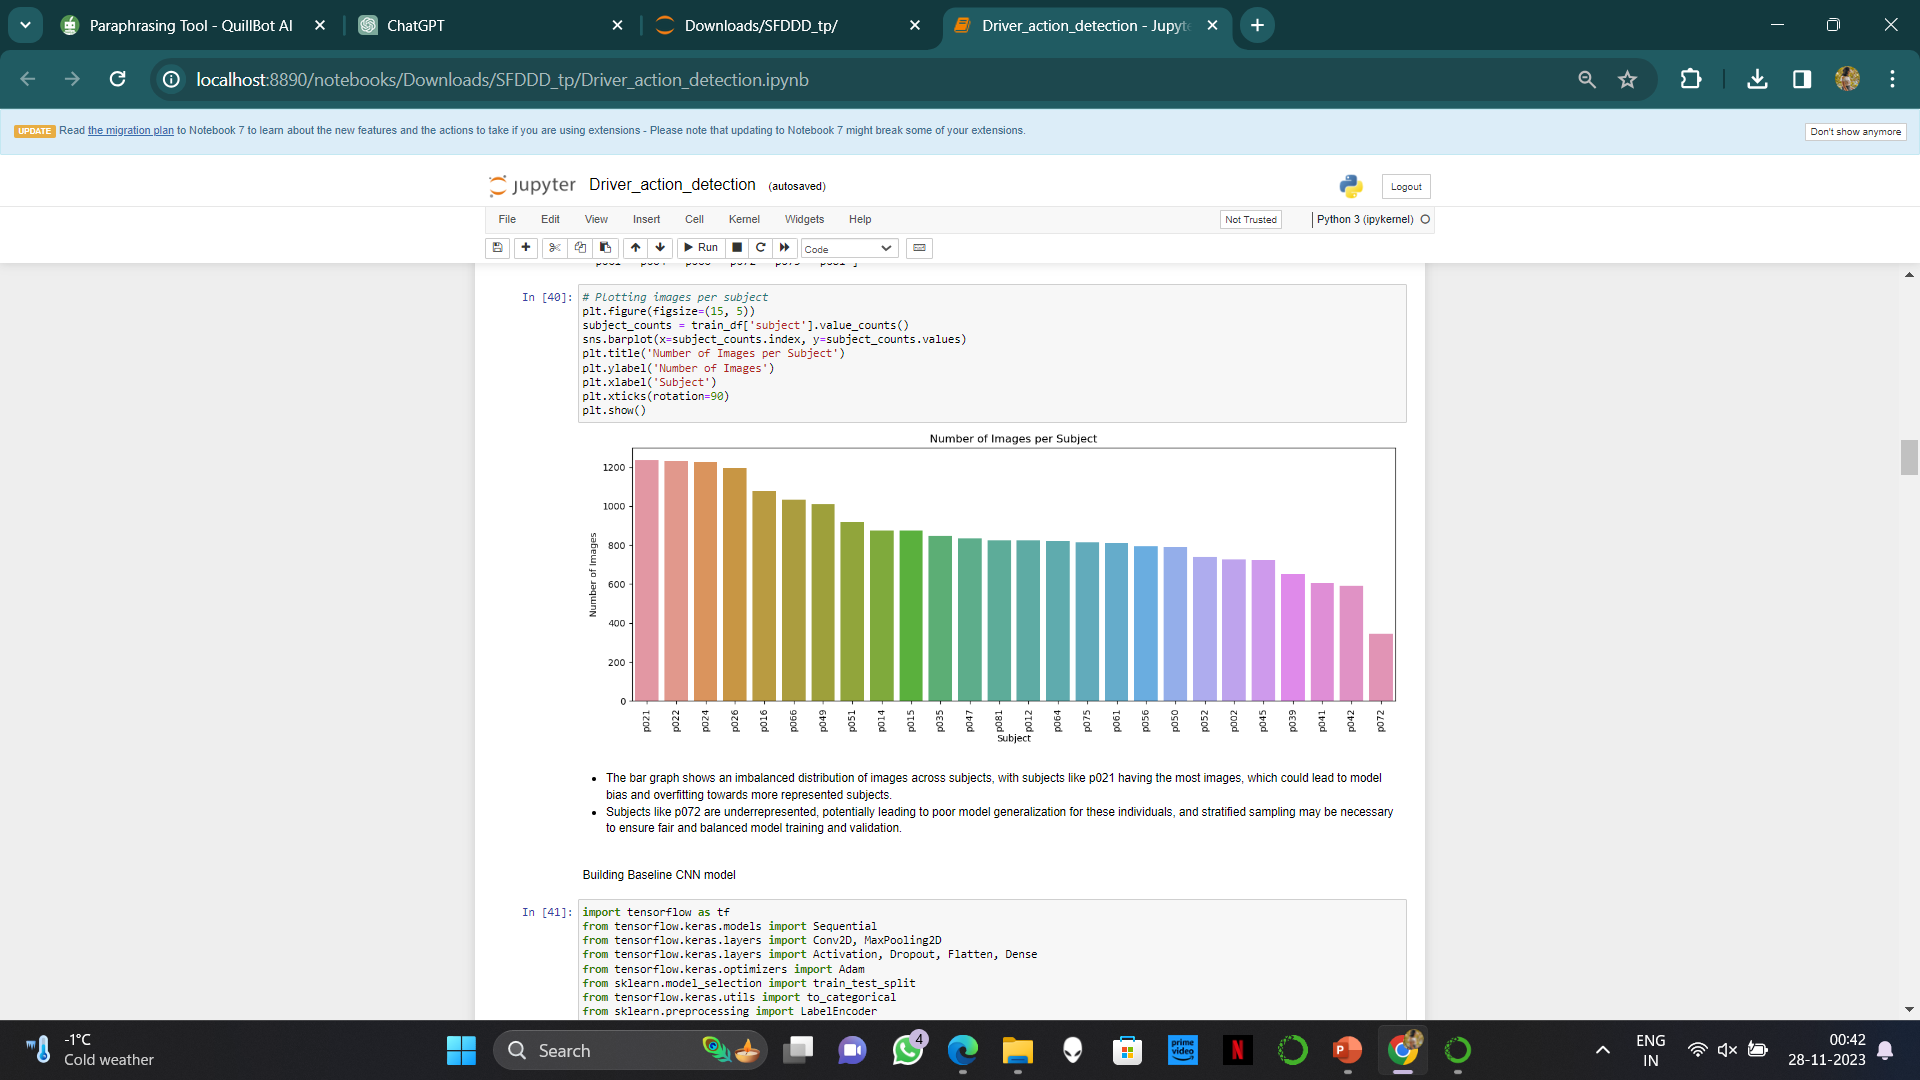 Paraphrasing Tool - QuillBot AI
ChatGPT
Downloads/SFDDD_tp/
Driver_action_detection - Jupyt
localhost:8890/notebooks/Downloads/SFDDD_tp/Driver_action_detection.ipynb
UPDATE Read the migration plan to Notebook 7 to learn about the new features and the actions to take if you are using extensions - Please note that updating to Notebook 7 might break some of your extensions.
Don't show anymore
jupyter Driver_action_detection (autosaved)
Logout
File Edit View Insert Cell Kernel Widgets Help
Not Trusted
Python 3 (ipykernel)
Run
Code
In [40]:
# Plotting images per subject
plt.figure(figsize=(15, 5))
subject_counts = train_df['subject'].value_counts()
sns.barplot(x=subject_counts.index, y=subject_counts.values)
plt.title('Number of Images per Subject')
plt.ylabel('Number of Images')
plt.xlabel('Subject')
plt.xticks(rotation=90)
plt.show()
Number of Images per Subject
Number of Images
1200
1000
800
600
400
200
0
p021 p022 p024 p026 p016 p066 p049 p051 p014 p015 p035 p047 p081 p012 p064 p075 p061 p056 p050 p052 p002 p045 p039 p041 p042 p072
Subject
• The bar graph shows an imbalanced distribution of images across subjects, with subjects like p021 having the most images, which could lead to model
bias and overfitting towards more represented subjects.
• Subjects like p072 are underrepresented, potentially leading to poor model generalization for these individuals, and stratified sampling may be necessary
to ensure fair and balanced model training and validation.
Building Baseline CNN model
In [41]:
import tensorflow as tf
from tensorflow.keras.models import Sequential
from tensorflow.keras.layers import Conv2D, MaxPooling2D
from tensorflow.keras.layers import Activation, Dropout, Flatten, Dense
from tensorflow.keras.optimizers import Adam
from sklearn.model_selection import train_test_split
from tensorflow.keras.utils import to_categorical
from sklearn.preprocessing import LabelEncoder
-1°C
Cold weather
Search
4
prime video
N
P
ENG
IN
00:42
28-11-2023